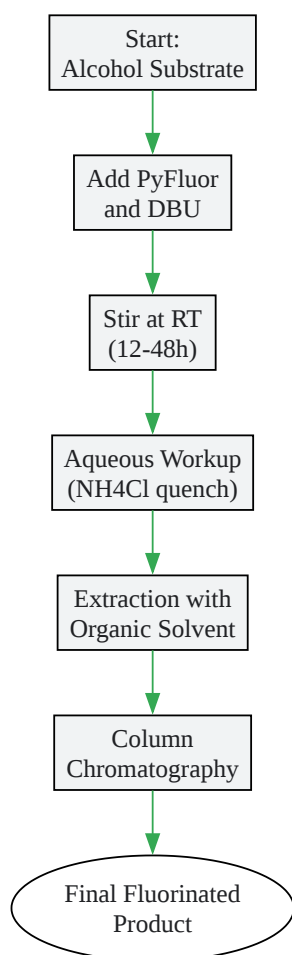 Start:
Alcohol Substrate
Add PyFluor
and DBU
Stir at RT
(12-48h)
Aqueous Workup
(NH4Cl quench)
Extraction with
Organic Solvent
Column
Chromatography
Final Fluorinated
Product